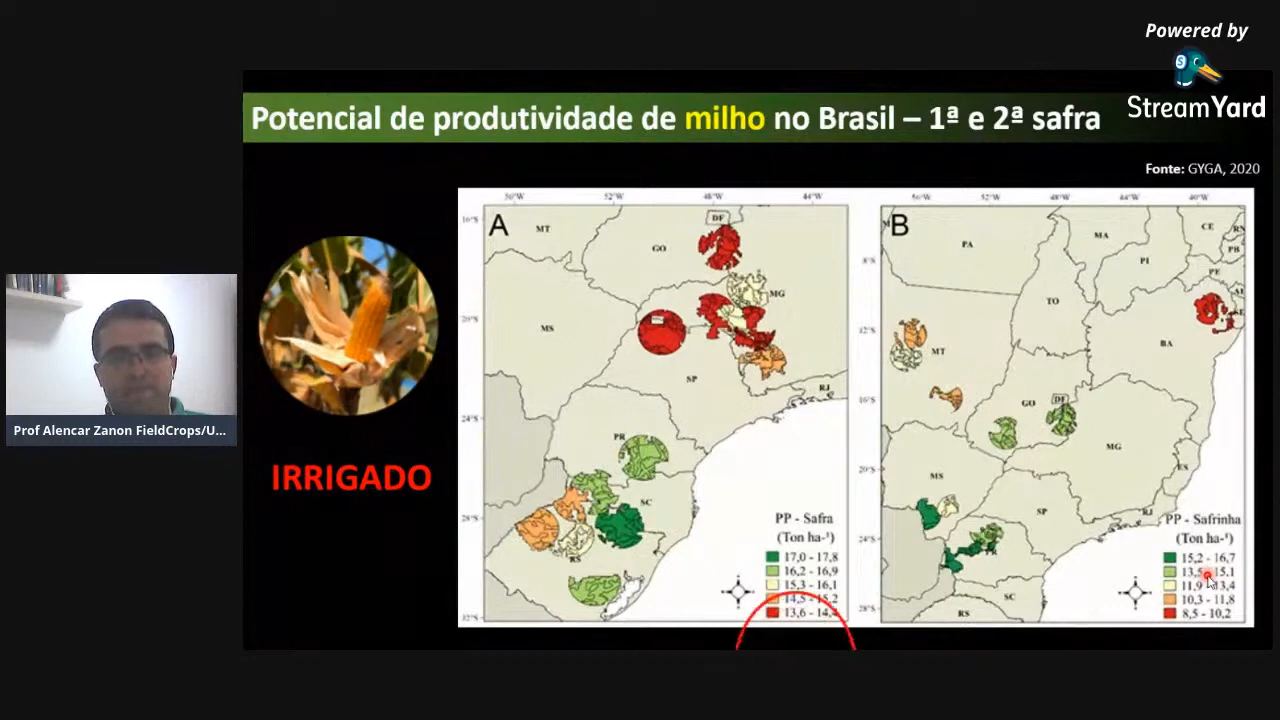 Powered by
StreamYard
Potencial de produtividade de milho no Brasil – 1ª e 2ª safra
Fonte: GYGA, 2020
56°W 52°W 48°W 44°W
16°S
A
MT
GO
DF
MG
20°S
MS
SP
RJ
24°S
PR
SC
28°S
RS
32°S
PP - Safra
(Ton ha-¹)
17,0 - 17,8
16,2 - 16,9
15,3 - 16,1
14,5 - 15,2
13,6 - 14,4
56°W 52°W 48°W 44°W 40°W
B
PA
MA
CE
RN
PB
PI
PE
8°S
AL
SE
TO
12°S
BA
MT
16°S
GO
DF
MG
20°S
MS
ES
SP
RJ
24°S
PR
SC
28°S
RS
PP - Safrinha
(Ton ha-¹)
15,2 - 16,7
13,5 - 15,1
11,9 - 13,4
10,3 - 11,8
8,5 - 10,2
IRRIGADO
Prof Alencar Zanon FieldCrops/U...